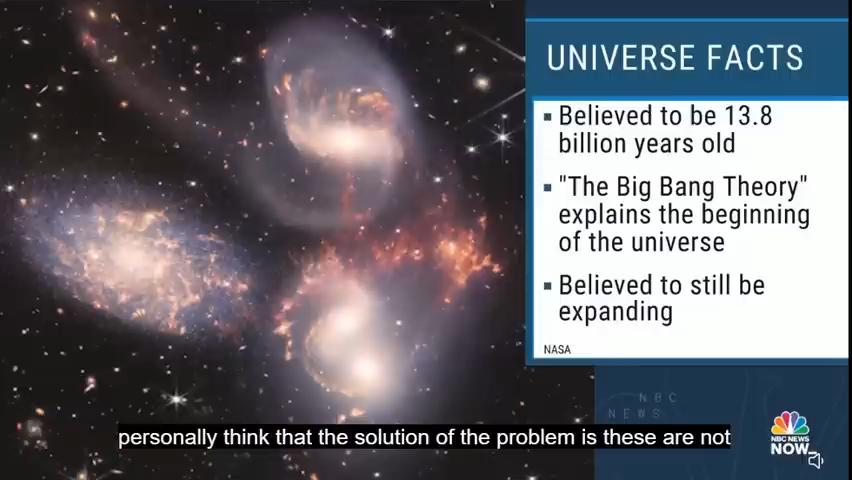 UNIVERSE FACTS
▪ Believed to be 13.8
billion years old
▪ "The Big Bang Theory"
explains the beginning
of the universe
▪ Believed to still be
expanding
NASA
NBC
NEWS
NBC NEWS
NOW
personally think that the solution of the problem is these are not